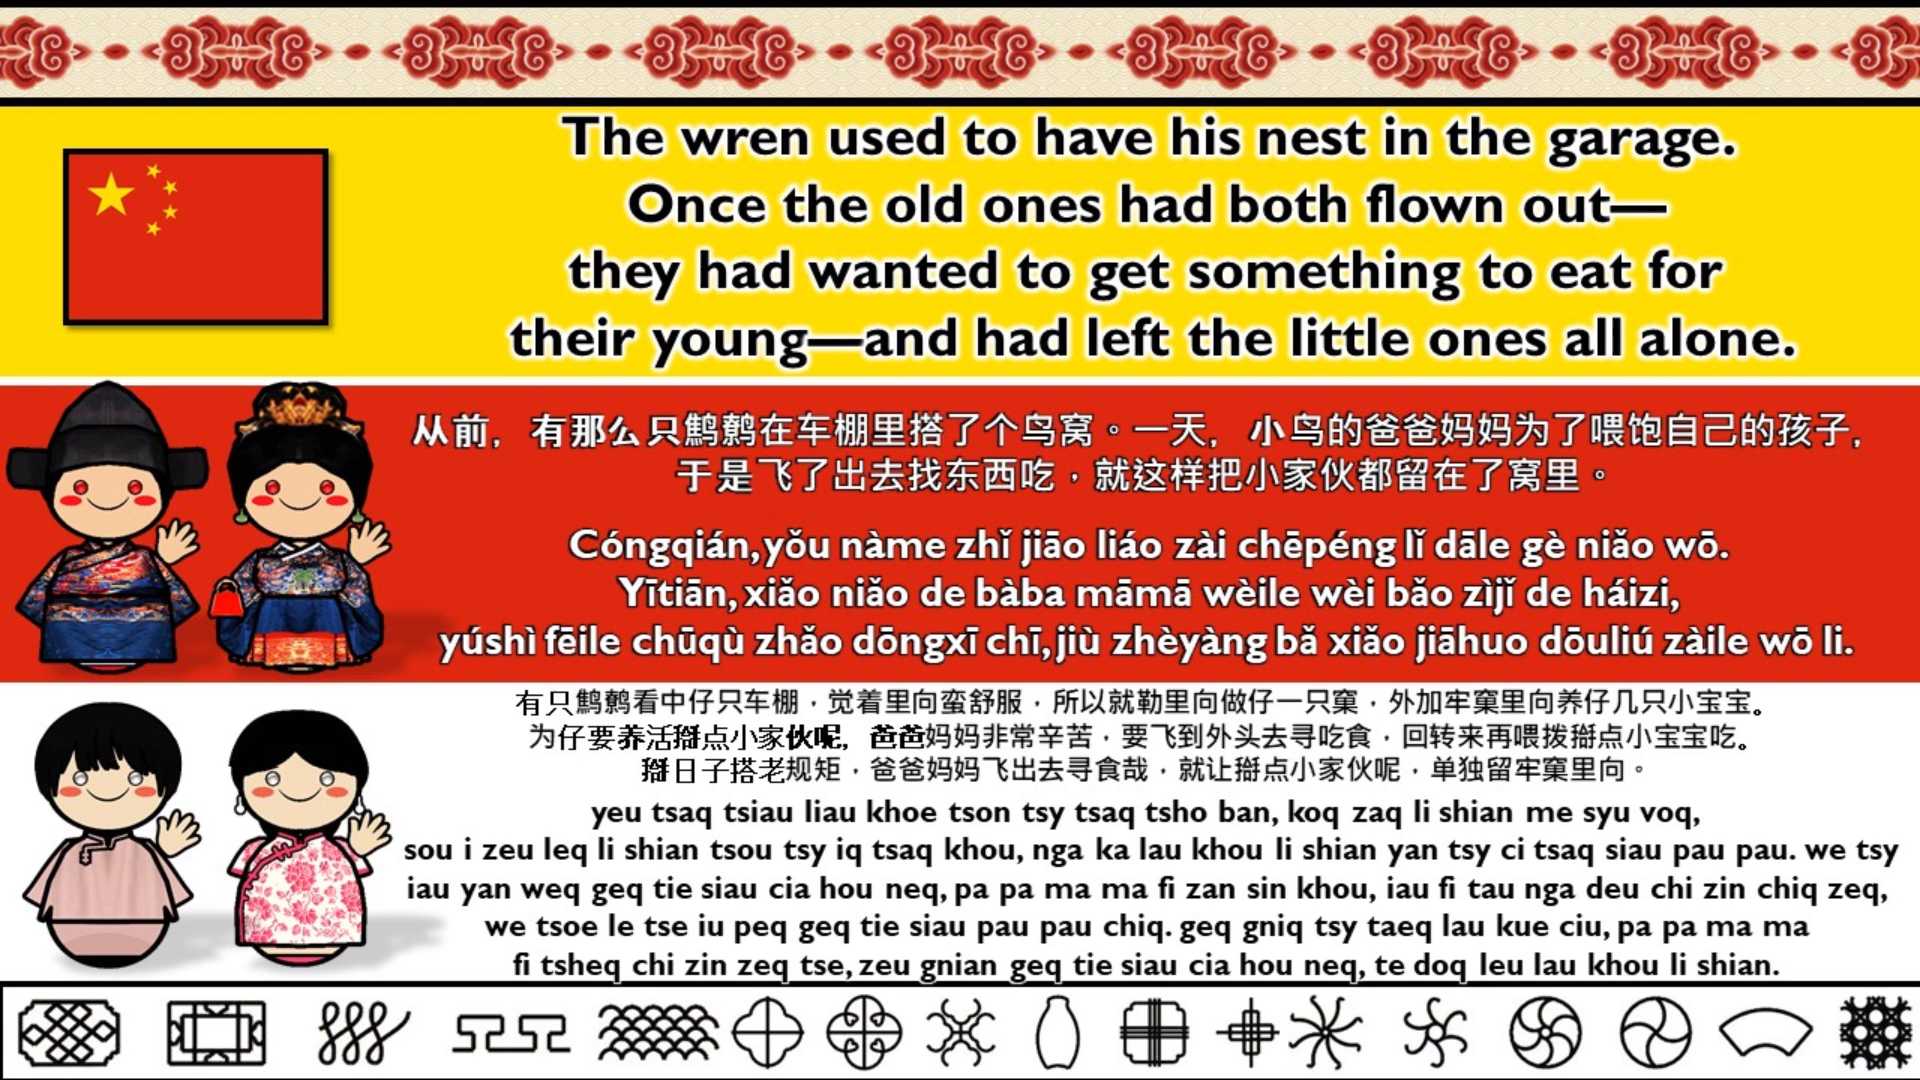 The wren used to have his nest in the garage.
Once the old ones had both flown out—
they had wanted to get something to eat for
their young—and had left the little ones all alone.
从前，有那么只鹪鹩在车棚里搭了个鸟窝。一天，小鸟的爸爸妈妈为了喂饱自己的孩子，
于是飞了出去找东西吃，就这样把小家伙都留在了窝里。
Cóngqián, yǒu nàme zhǐ jiāo liáo zài chēpéng lǐ dāle gè niǎo wō.
Yītiān, xiǎo niǎo de bàba māmā wèile wèi bǎo zìjǐ de háizi,
yúshì fēile chūqù zhǎo dōngxī chī, jiù zhèyàng bǎ xiǎo jiāhuo dōuliú zàile wō li.
有只鹪鹩看中仔只车棚，觉着里向蛮舒服，所以就勒里向做仔一只窠，外加牢窠里向养仔几只小宝宝。
为仔要养活搿点小家伙呢，爸爸妈妈非常辛苦，要飞到外头去寻吃食，回转来再喂拨搿点小宝宝吃。
搿日子搭老规矩，爸爸妈妈飞出去寻食哉，就让搿点小家伙呢，单独留牢窠里向。
yeu tsaq tsiau liau khoe tson tsy tsaq tsho ban, koq zaq li shian me syu voq,
sou i zeu leq li shian tsou tsy iq tsaq khou, nga ka lau khou li shian yan tsy ci tsaq siau pau pau. we tsy
iau yan weq geq tie siau cia hou neq, pa pa ma ma fi zan sin khou, iau fi tau nga deu chi zin chiq zeq,
we tsoe le tse iu peq geq tie siau pau pau chiq. geq gniq tsy taeq lau kue ciu, pa pa ma ma
fi tsheq chi zin zeq tse, zeu gnian geq tie siau cia hou neq, te doq leu lau khou li shian.